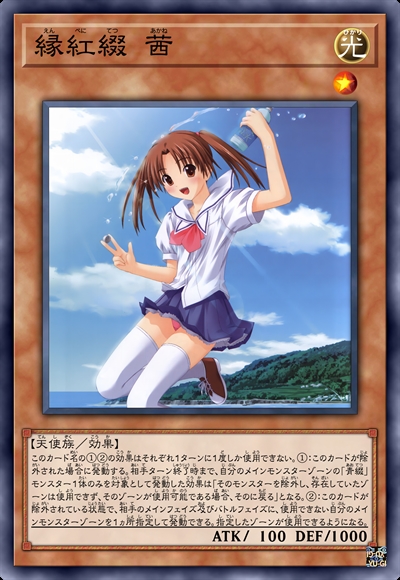 縁紅綴 茜
光
【天使族／効果】
このカード名の①②の効果はそれぞれ1ターンに1度しか使用できない。①：このカードが除
外された場合に発動する。相手ターン終了時まで、自分のメインモンスターゾーンの「青綴」
モンスター1体のみを対象として発動した効果は「そのモンスターを除外し、存在していたゾ
ーンは使用できず、そのゾーンが使用可能である場合、そのに戻る」となる。②：このカードが
除外されている状態で、相手のメインフェイズ及びバトルフェイズに、使用できない自分のメ
インモンスターゾーンを1ヵ所指定して発動できる。指定したゾーンが使用できるようになる。
ATK/ 100 DEF/1000